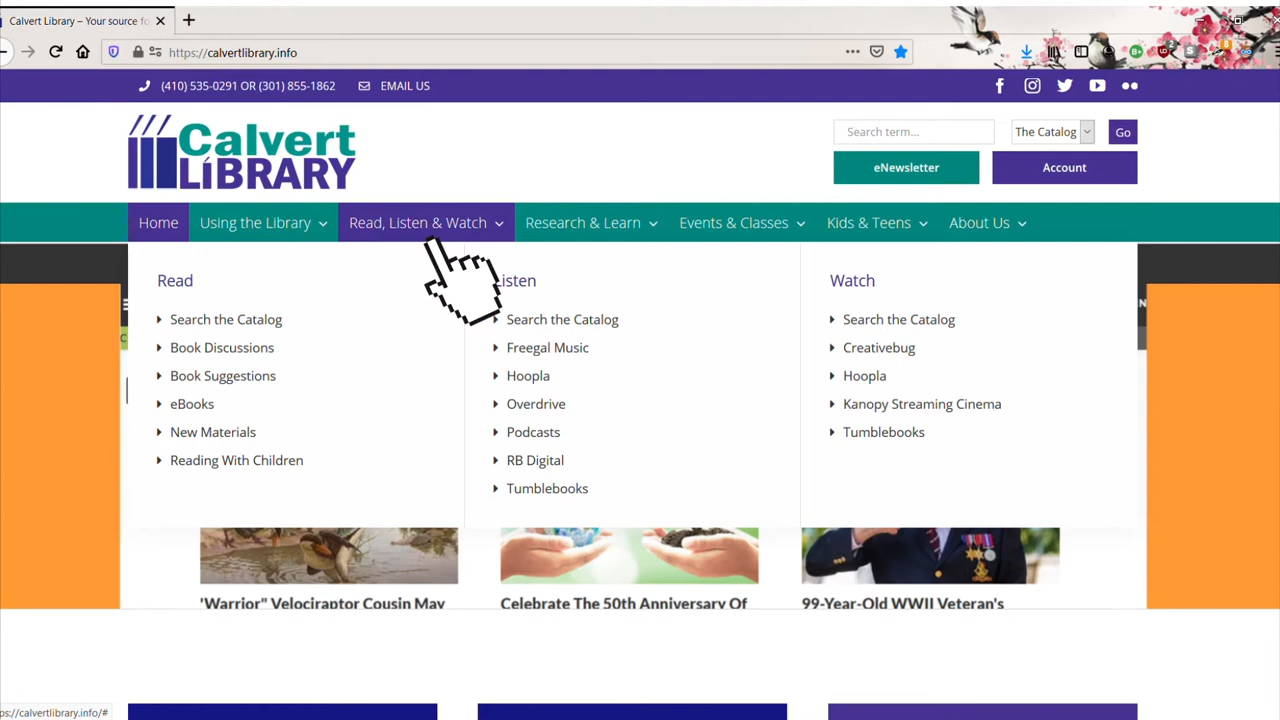 Calvert Library – Your source fo
https://calvertlibrary.info
(410) 535-0291 OR (301) 855-1862 EMAIL US
Calvert
LIBRARY
Search term... The Catalog Go
eNewsletter Account
Home Using the Library Read, Listen & Watch Research & Learn Events & Classes Kids & Teens About Us
Read
Search the Catalog
Book Discussions
Book Suggestions
eBooks
New Materials
Reading With Children
isten
Search the Catalog
Freegal Music
Hoopla
Overdrive
Podcasts
RB Digital
Tumblebooks
Watch
Search the Catalog
Creativebug
Hoopla
Kanopy Streaming Cinema
Tumblebooks
'Warrior" Velociraptor Cousin May
Celebrate The 50th Anniversary Of
99-Year-Old WWII Veteran's
ps://calvertlibrary.info/#